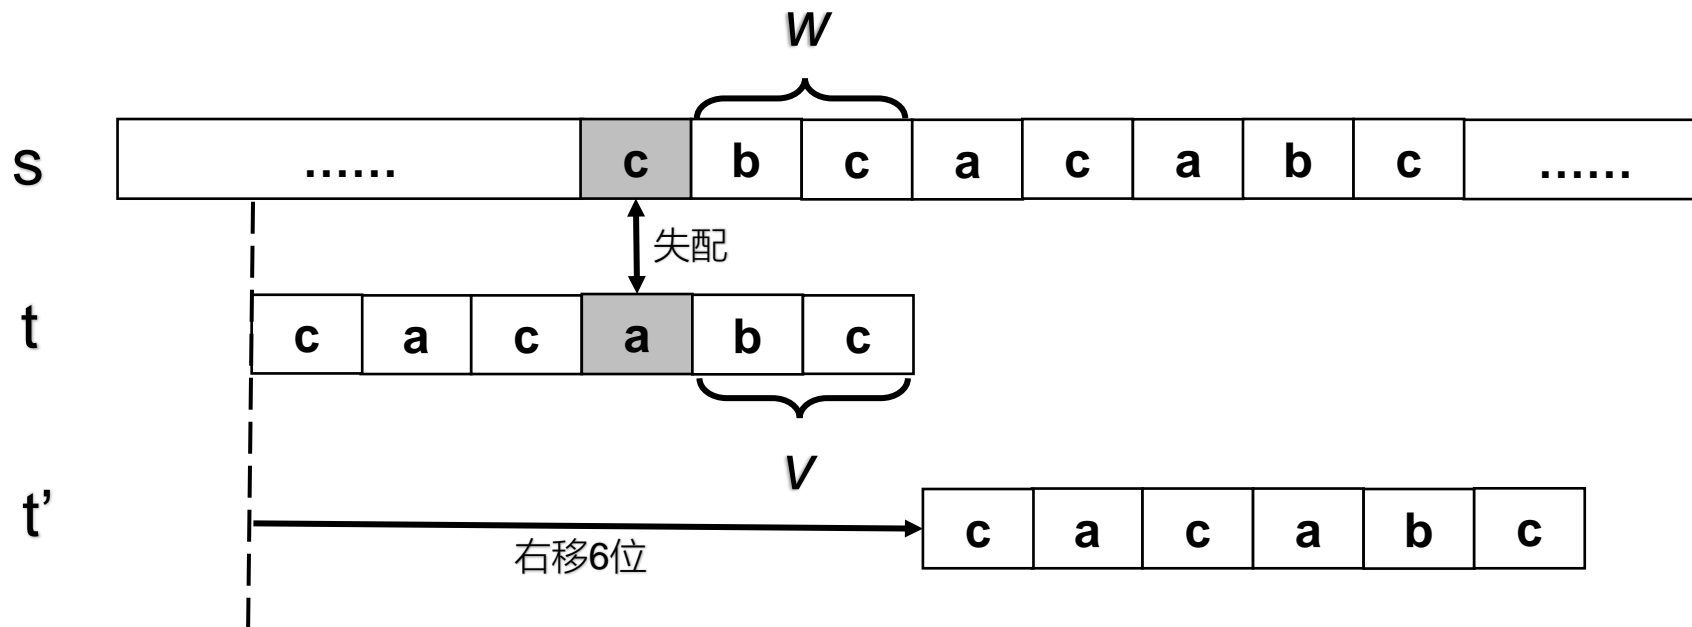 w
s ...... c b c a c a b c ......
失配
t c a c a b c
v
t’ c a c a b c
右移6位